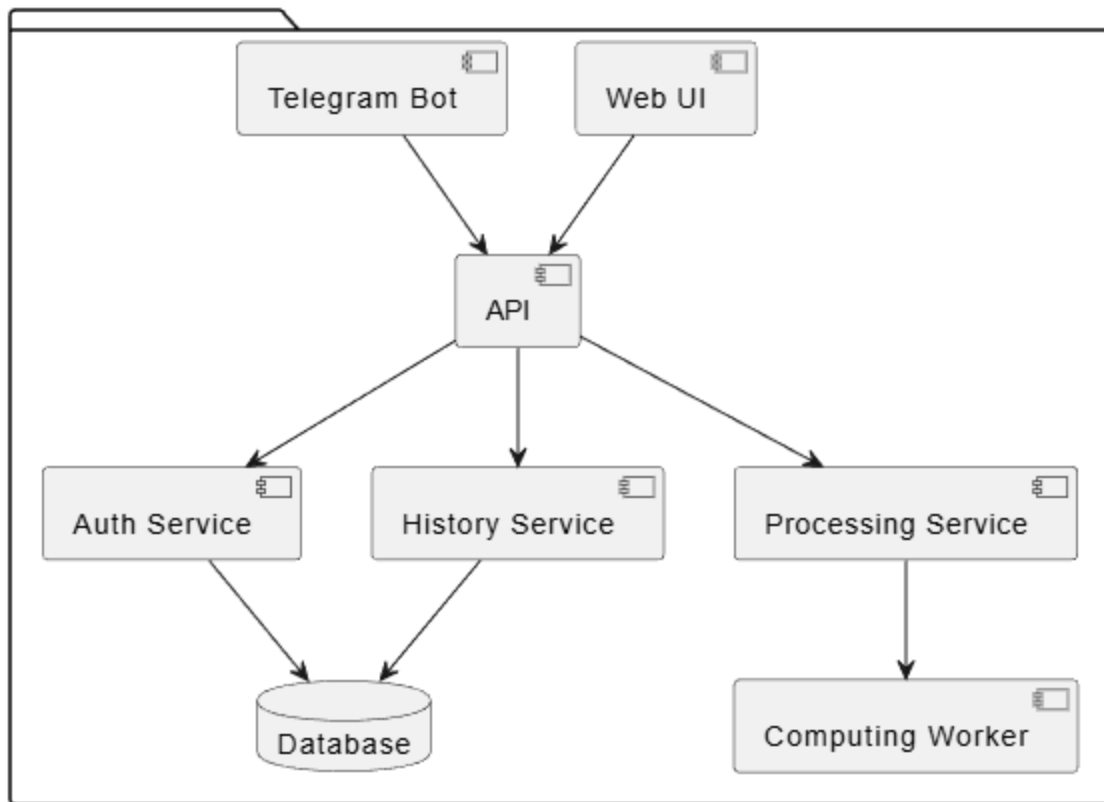 Telegram Bot
Web UI
API
Auth Service
History Service
Processing Service
Database
Computing Worker